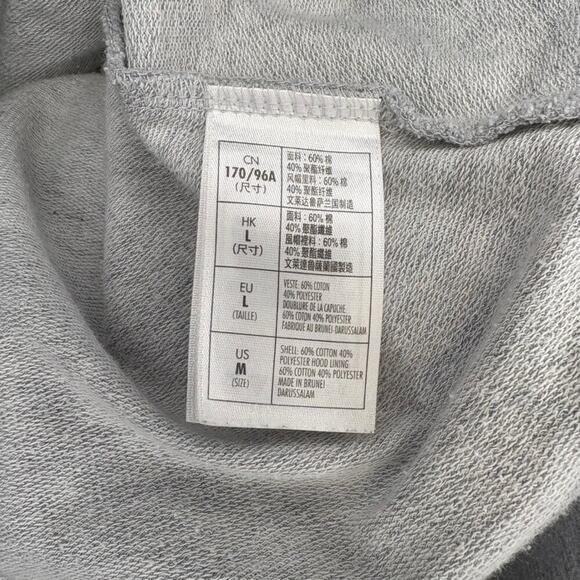 CN
170/96A
(尺寸)
面料：60% 棉
40% 聚酯纤维
风帽里料：60% 棉
40% 聚酯纤维
文莱达鲁萨兰国制造
HK
L
(尺寸)
面料：60% 棉
40% 聚酯纖維
風帽裡料：60% 棉
40% 聚酯纖維
文萊達魯薩蘭國製造
EU
L
(TAILLE)
VESTE: 60% COTON
40% POLYESTER
DOUBLURE DE LA CAPUCHE:
60% COTON 40% POLYESTER
FABRIQUÉ AU BRUNEI-DARUSSALAM
US
M
(SIZE)
SHELL: 60% COTTON 40%
POLYESTER HOOD LINING:
60% COTTON 40% POLYESTER
MADE IN BRUNEI
DARUSSALAM